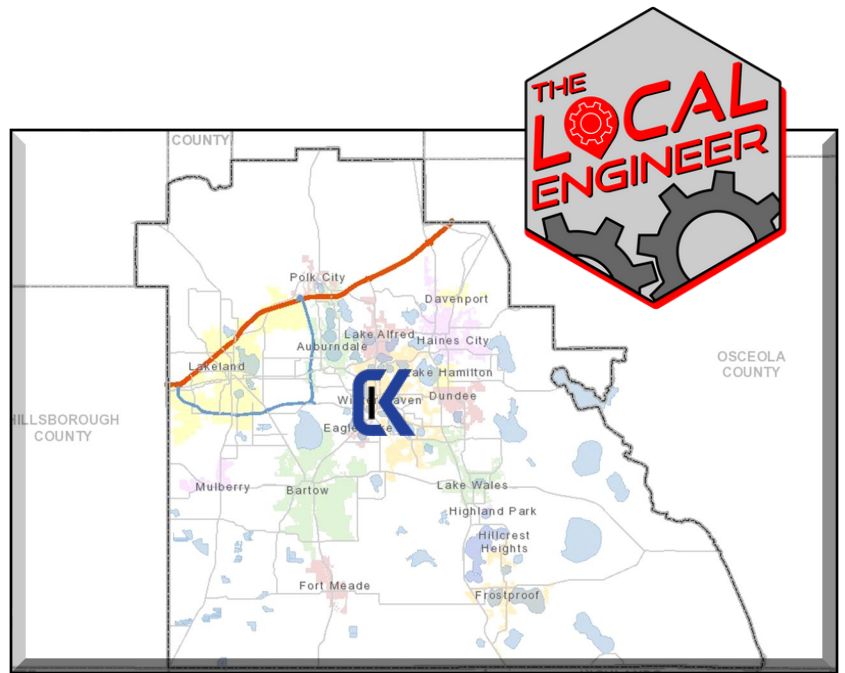 THE
LOCAL
ENGINEER
COUNTY
Polk City
Davenport
Lake Alfred
Haines City
Auburndale
Lakeland
OSCEOLA
COUNTY
Lake Hamilton
Dundee
CK
HILLSBOROUGH
COUNTY
Mulberry
Bartow
Lake Wales
Highland Park
Hillcrest
Heights
Fort Meade
Frostproof